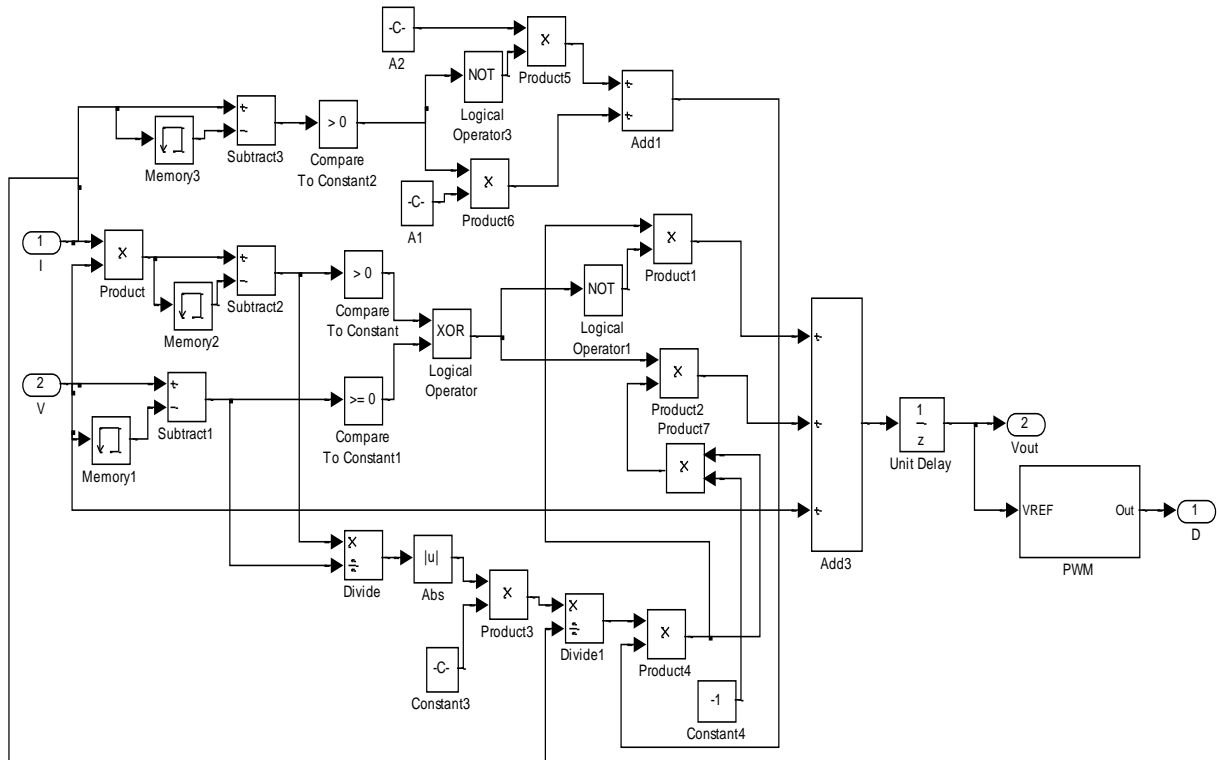 -C-
A2
X
Product5
NOT
Logical
Operator3
+
+
Add1
+
−
Subtract3
> 0
Compare
To Constant2
Memory3
-C-
A1
X
Product6
1
I
X
Product
+
−
Subtract2
Memory2
> 0
Compare
To Constant
XOR
Logical
Operator
NOT
Logical
Operator1
X
Product1
2
V
+
−
Subtract1
Memory1
>= 0
Compare
To Constant1
X
Product2
Product7
X
+
+
+
Add3
1
z
Unit Delay
2
Vout
VREF
Out
PWM
1
D
X
÷
Divide
|u|
Abs
X
Product3
-C-
Constant3
X
÷
Divide1
X
Product4
-1
Constant4